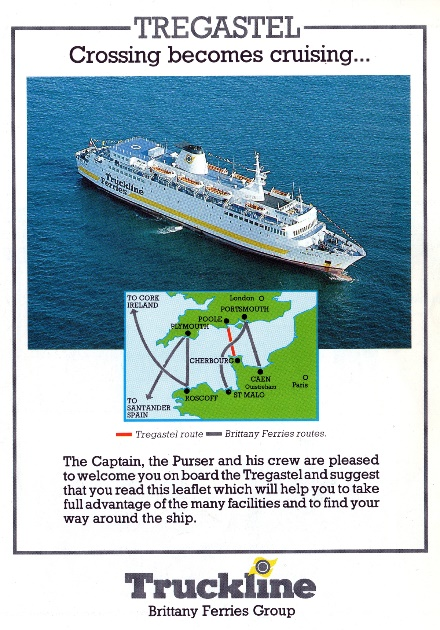 TREGASTEL
Crossing becomes cruising...
Truckline
Ferries
TO CORK
IRELAND
London
PORTSMOUTH
POOLE
PLYMOUTH
CHERBOURG
CAEN
Ouistreham
Paris
ROSCOFF
ST MALO
TO
SANTANDER
SPAIN
Tregastel route
Brittany Ferries routes.
The Captain, the Purser and his crew are pleased
to welcome you on board the Tregastel and suggest
that you read this leaflet which will help you to take
full advantage of the many facilities and to find your
way around the ship.
Truckline
Brittany Ferries Group